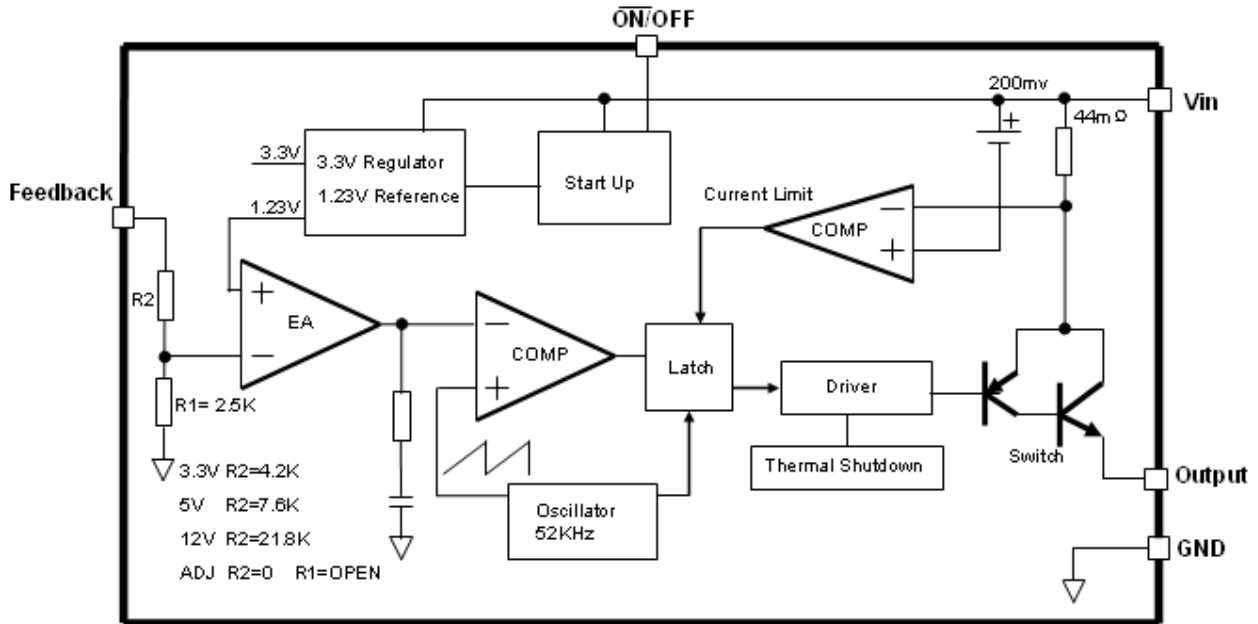 ON/OFF
200mv
Vin
44mΩ
3.3V
3.3V Regulator
1.23V Reference
Start Up
Feedback
1.23V
Current Limit
COMP
−
+
+
R2
+
EA
−
−
COMP
+
Latch
Driver
R1= 2.5K
Thermal Shutdown
Switch
3.3V R2=4.2K
5V R2=7.6K
12V R2=21.8K
ADJ R2=0 R1=OPEN
Oscillator
52KHz
Output
GND